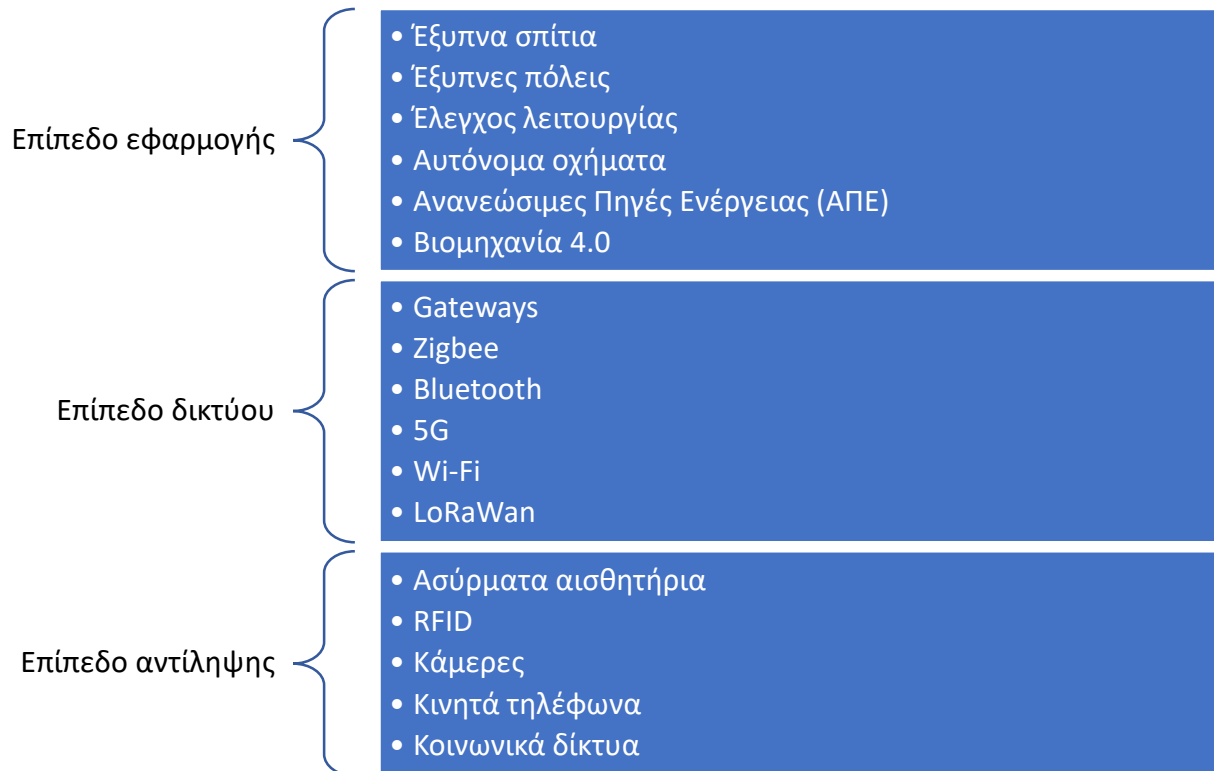 Επίπεδο εφαρμογής
• Έξυπνα σπίτια
• Έξυπνες πόλεις
• Έλεγχος λειτουργίας
• Αυτόνομα οχήματα
• Ανανεώσιμες Πηγές Ενέργειας (ΑΠΕ)
• Βιομηχανία 4.0
Επίπεδο δικτύου
• Gateways
• Zigbee
• Bluetooth
• 5G
• Wi-Fi
• LoRaWan
Επίπεδο αντίληψης
• Ασύρματα αισθητήρια
• RFID
• Κάμερες
• Κινητά τηλέφωνα
• Κοινωνικά δίκτυα